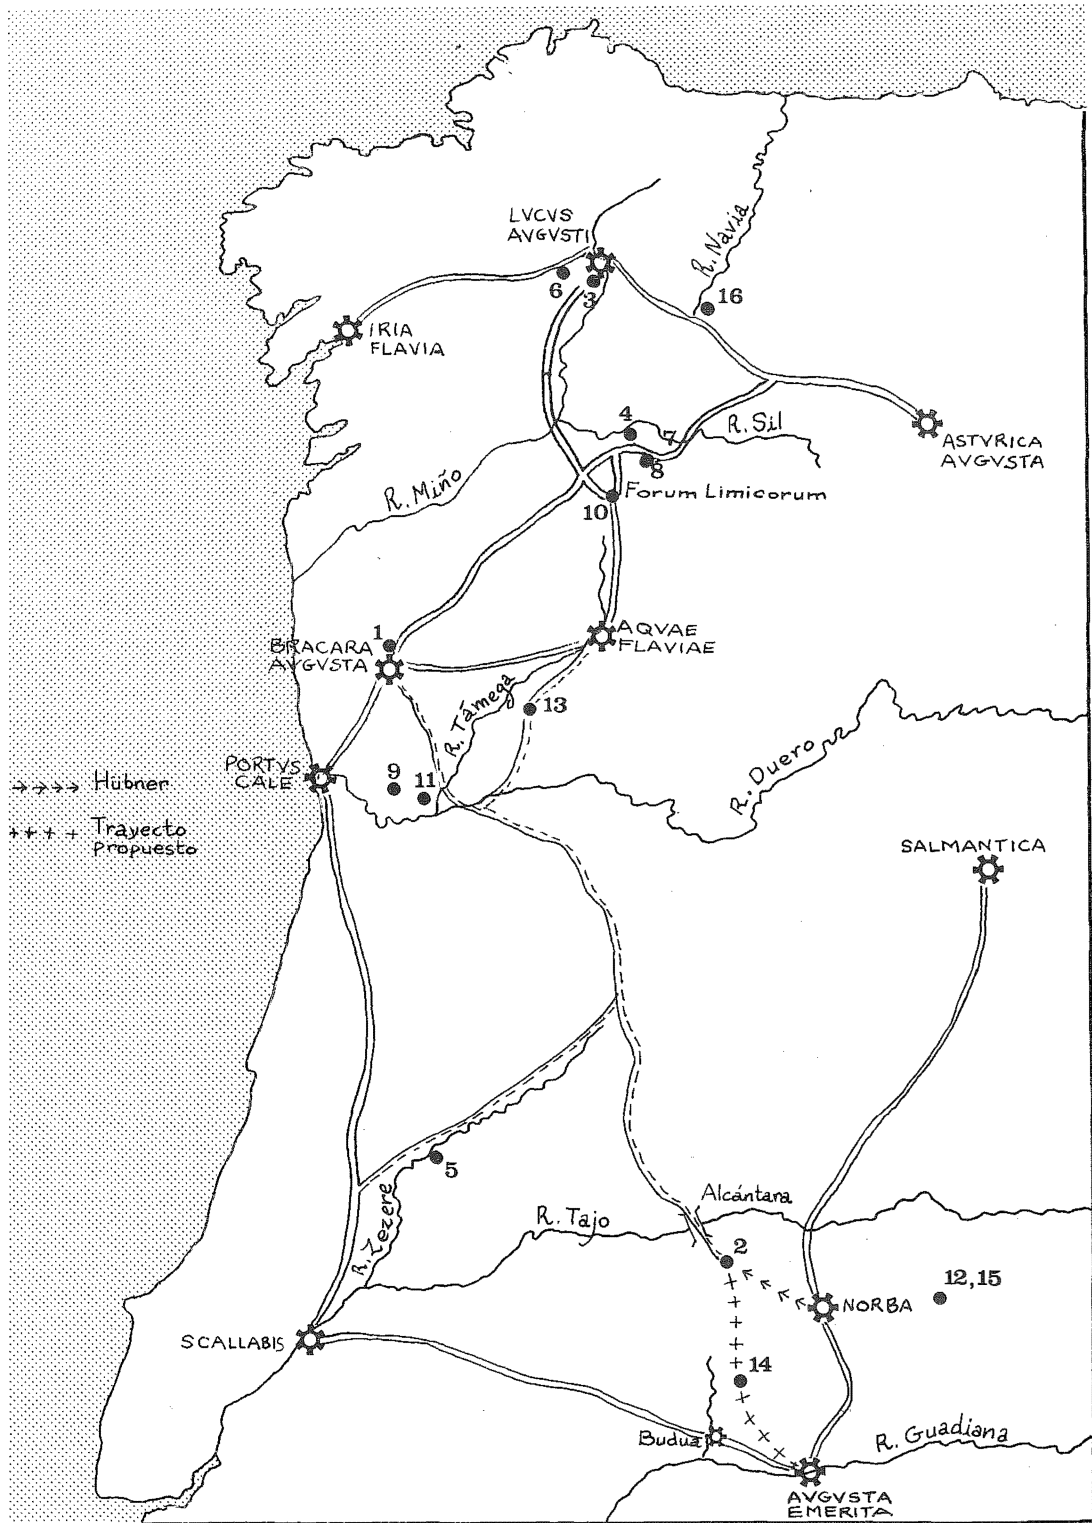 LVCVS
AVGVSTI
R. Navia
6
3
16
IRIA
FLAVIA
4
7
R. Sil
8
ASTVRICA
AVGVSTA
R. Miño
Forum Limicorum
10
1
BRACARA
AVGVSTA
AQVAE
FLAVIAE
R. Támega
13
PORTVS
CALE
9
11
R. Duero
→→→→ Hübner
++++ Trayecto
propuesto
SALMANTICA
5
R. Zezere
Alcántara
R. Tajo
2
12,15
NORBA
SCALLABIS
14
Budua
R. Guadiana
AVGVSTA
EMERITA